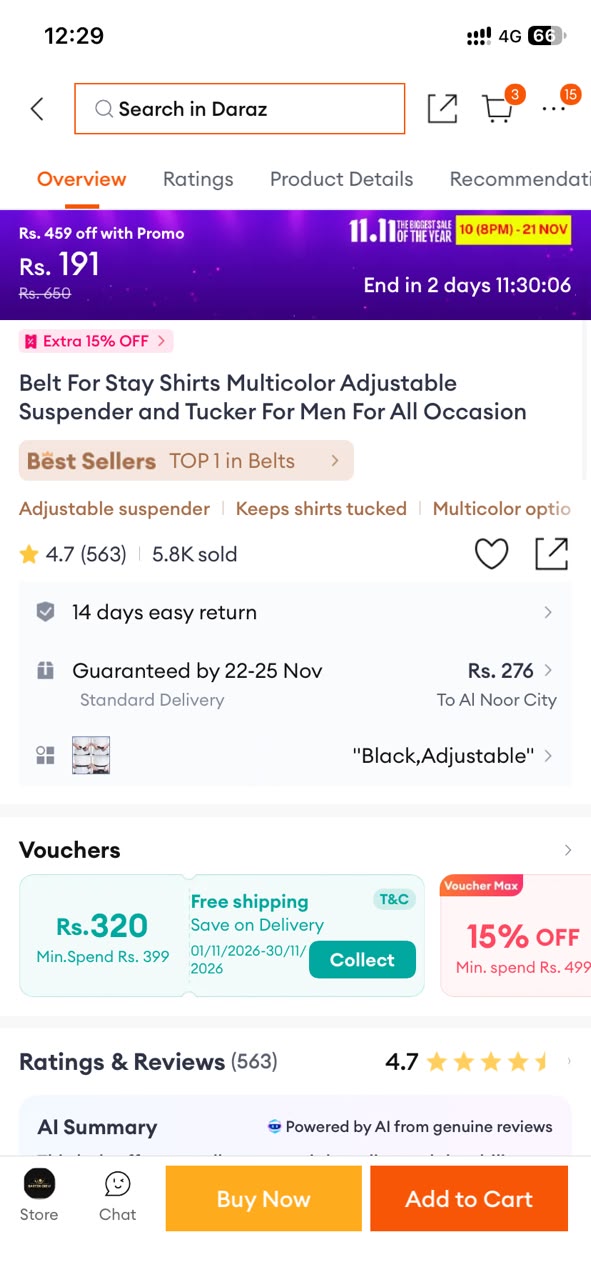 12:29
4G 66
Search in Daraz
3
15
Overview Ratings Product Details Recommendati
Rs. 459 off with Promo
Rs. 191
Rs. 650
11.11 THE BIGGEST SALE OF THE YEAR 10 (8PM) - 21 NOV
End in 2 days 11:30:06
Extra 15% OFF
Belt For Stay Shirts Multicolor Adjustable
Suspender and Tucker For Men For All Occasion
Best Sellers TOP 1 in Belts
Adjustable suspender Keeps shirts tucked Multicolor optio
4.7 (563) 5.8K sold
14 days easy return
Guaranteed by 22-25 Nov Rs. 276
Standard Delivery To Al Noor City
"Black,Adjustable"
Vouchers
Rs.320
Min.Spend Rs. 399
Free shipping T&C
Save on Delivery
01/11/2026-30/11/
2026
Collect
Voucher Max
15% OFF
Min. spend Rs. 499
Ratings & Reviews (563) 4.7
AI Summary Powered by AI from genuine reviews
Store Chat Buy Now Add to Cart